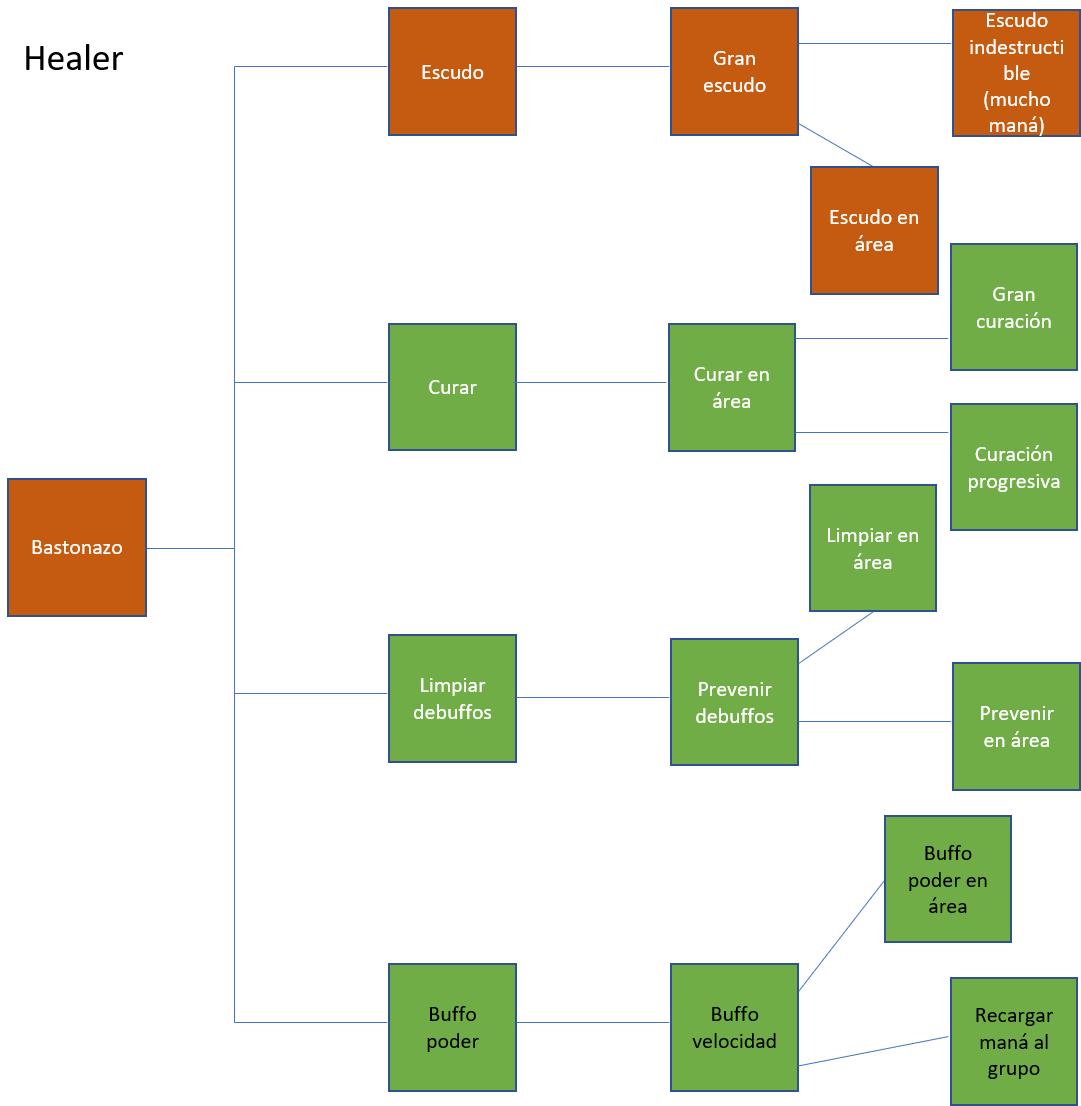 Healer
Escudo
Gran
escudo
Escudo
indestructi
ble
(mucho
maná)
Escudo en
área
Gran
curación
Curar
Curar en
área
Curación
progresiva
Bastonazo
Limpiar en
área
Limpiar
debuffos
Prevenir
debuffos
Prevenir
en área
Buffo
poder en
área
Buffo
poder
Buffo
velocidad
Recargar
maná al
grupo